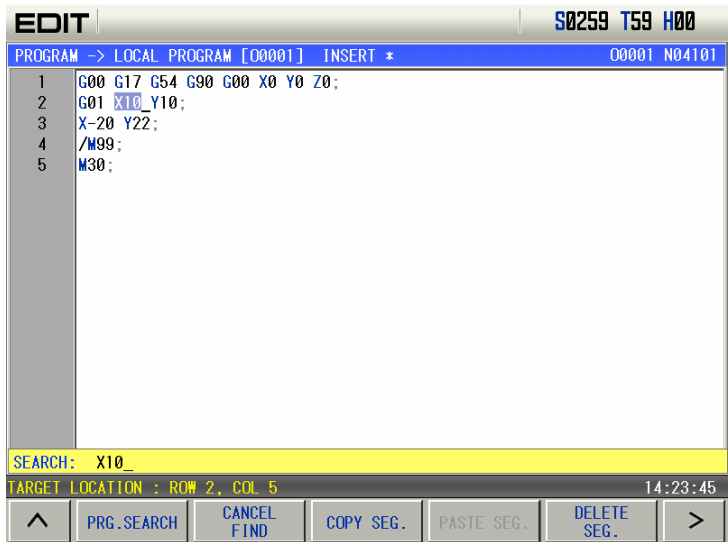 EDIT S0259 T59 H00
PROGRAM -> LOCAL PROGRAM [O0001] INSERT * O0001 N04101
1 G00 G17 G54 G90 G00 X0 Y0 Z0;
2 G01 X10_Y10;
3 X-20 Y22;
4 /M99;
5 M30;
SEARCH: X10_
TARGET LOCATION : ROW 2, COL 5 14:23:45
^ PRG.SEARCH CANCEL FIND COPY SEG. PASTE SEG. DELETE SEG. >